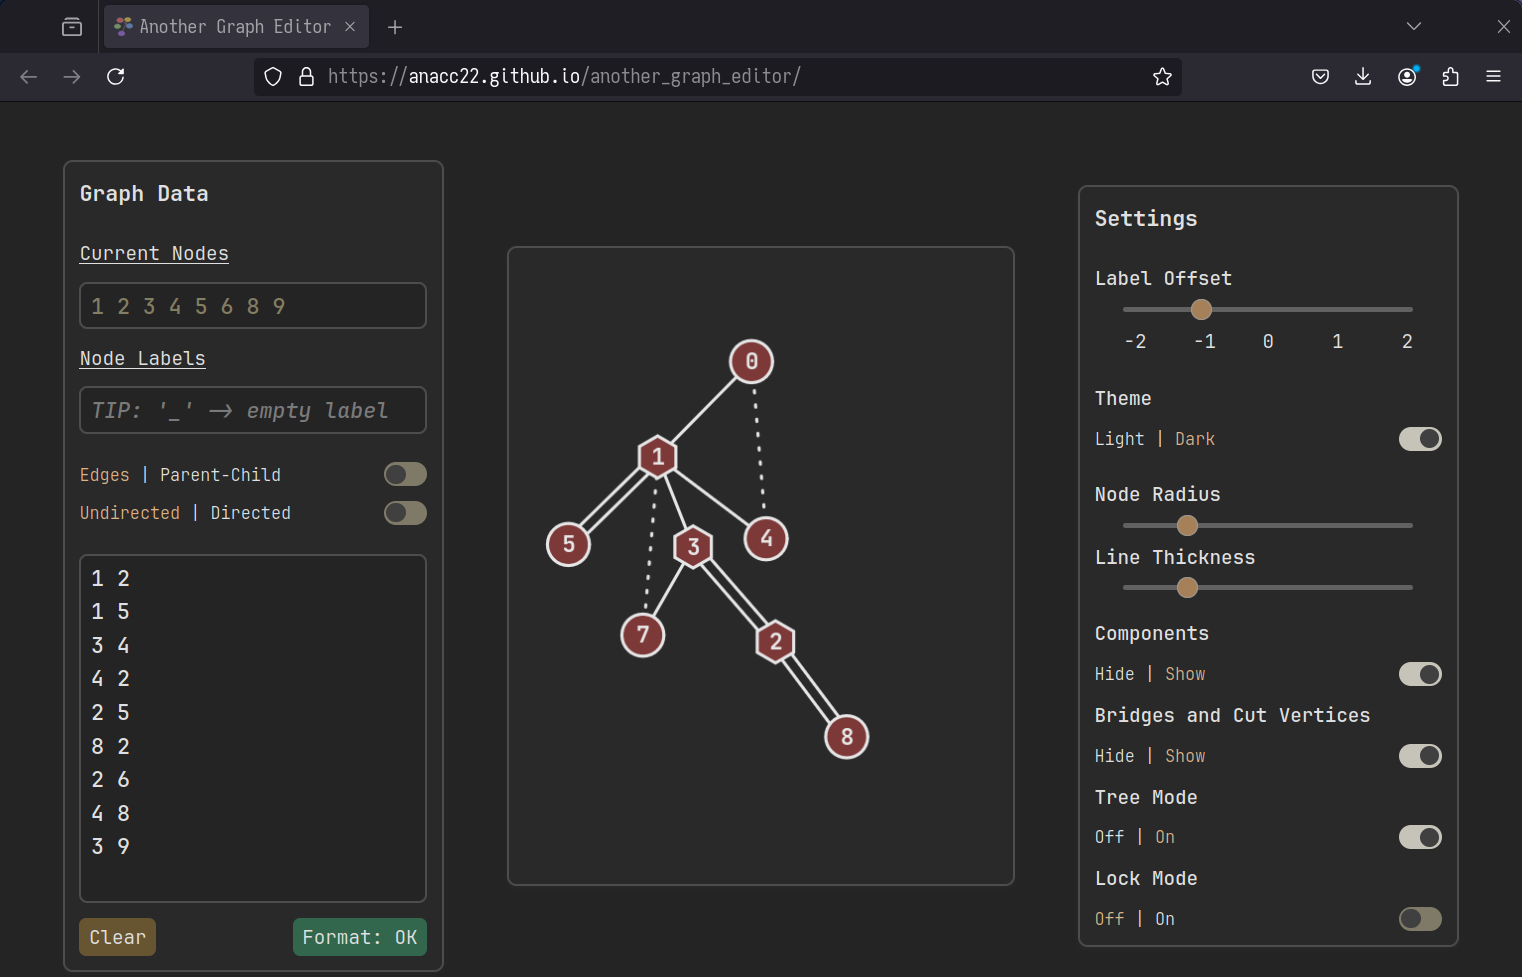 Another Graph Editor
https://anacc22.github.io/another_graph_editor/
Graph Data
Current Nodes
1 2 3 4 5 6 8 9
Node Labels
TIP: '_' -> empty label
Edges | Parent-Child
Undirected | Directed
1 2
1 5
3 4
4 2
2 5
8 2
2 6
4 8
3 9
Clear
Format: OK
0
1
5
3
4
7
2
8
Settings
Label Offset
-2 -1 0 1 2
Theme
Light | Dark
Node Radius
Line Thickness
Components
Hide | Show
Bridges and Cut Vertices
Hide | Show
Tree Mode
Off | On
Lock Mode
Off | On